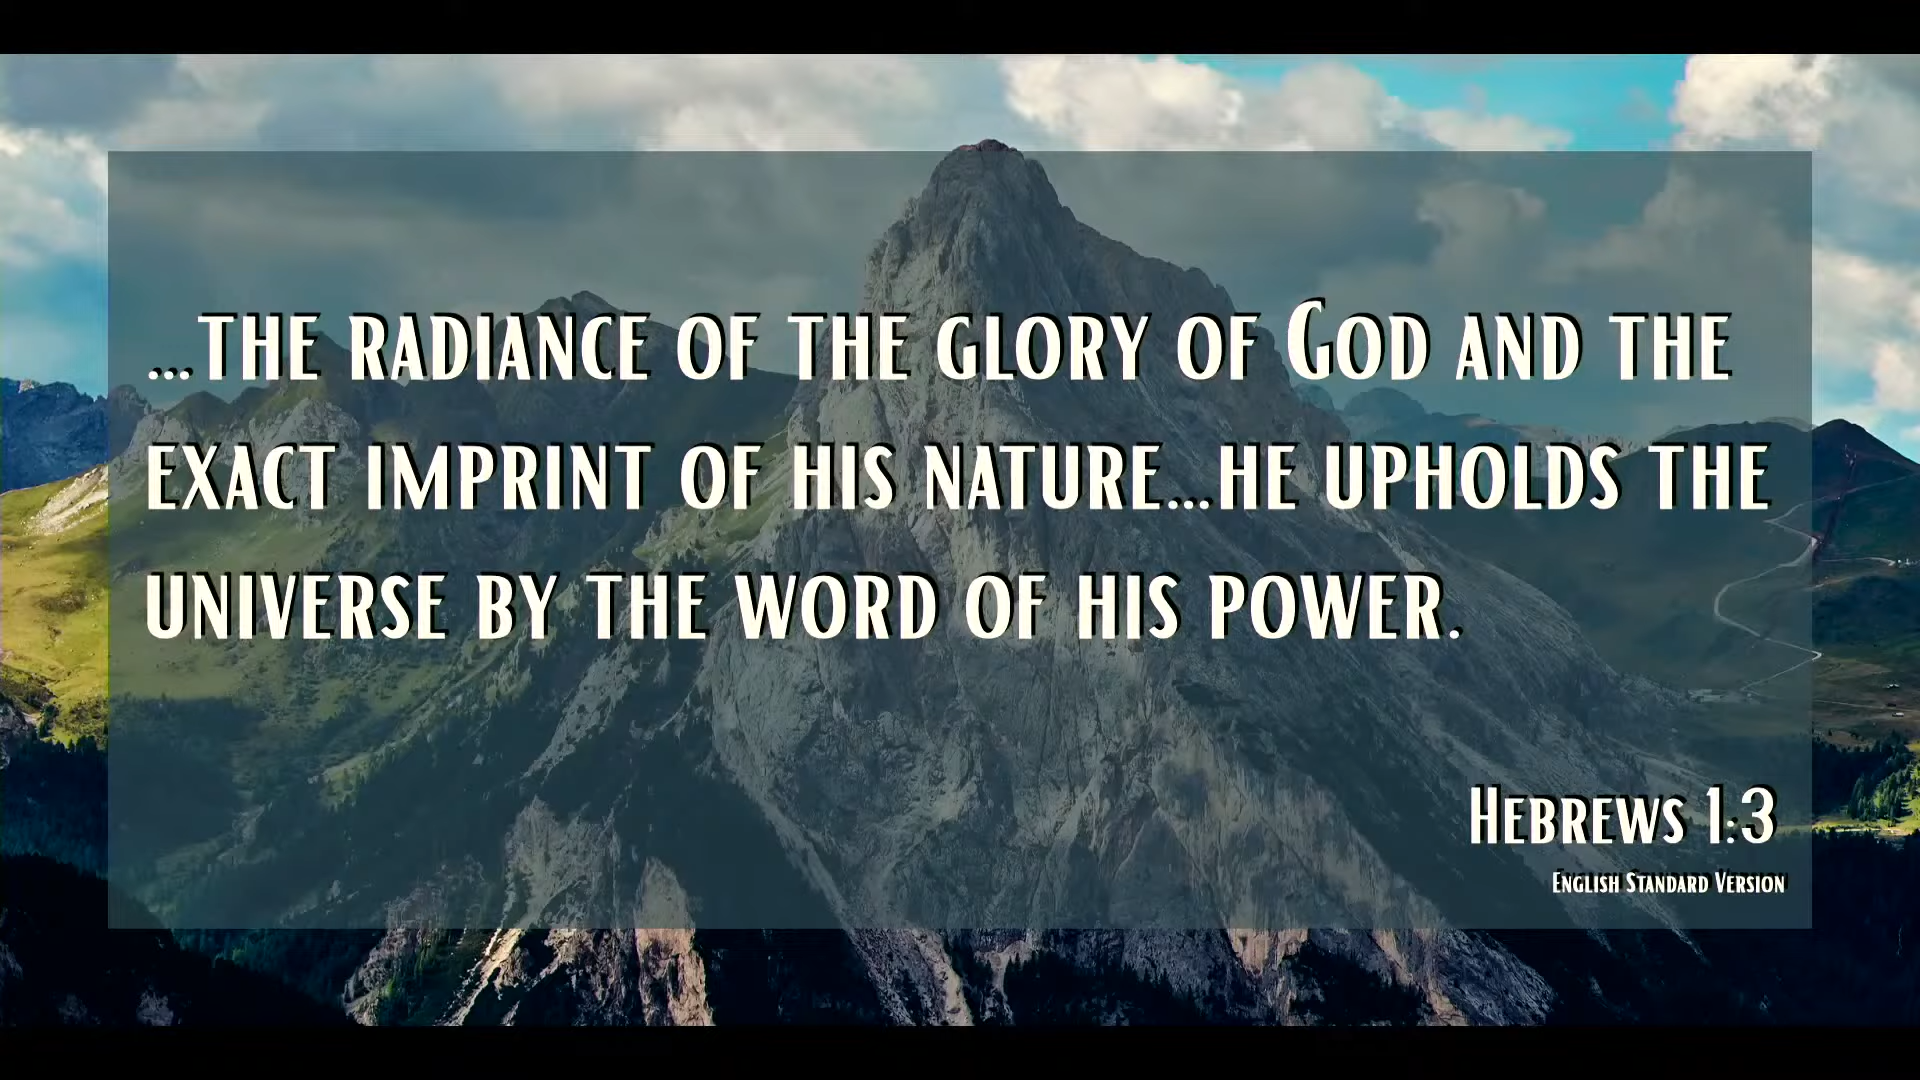 ...the radiance of the glory of God and the
exact imprint of his nature...he upholds the
universe by the word of his power.
Hebrews 1:3
English Standard Version